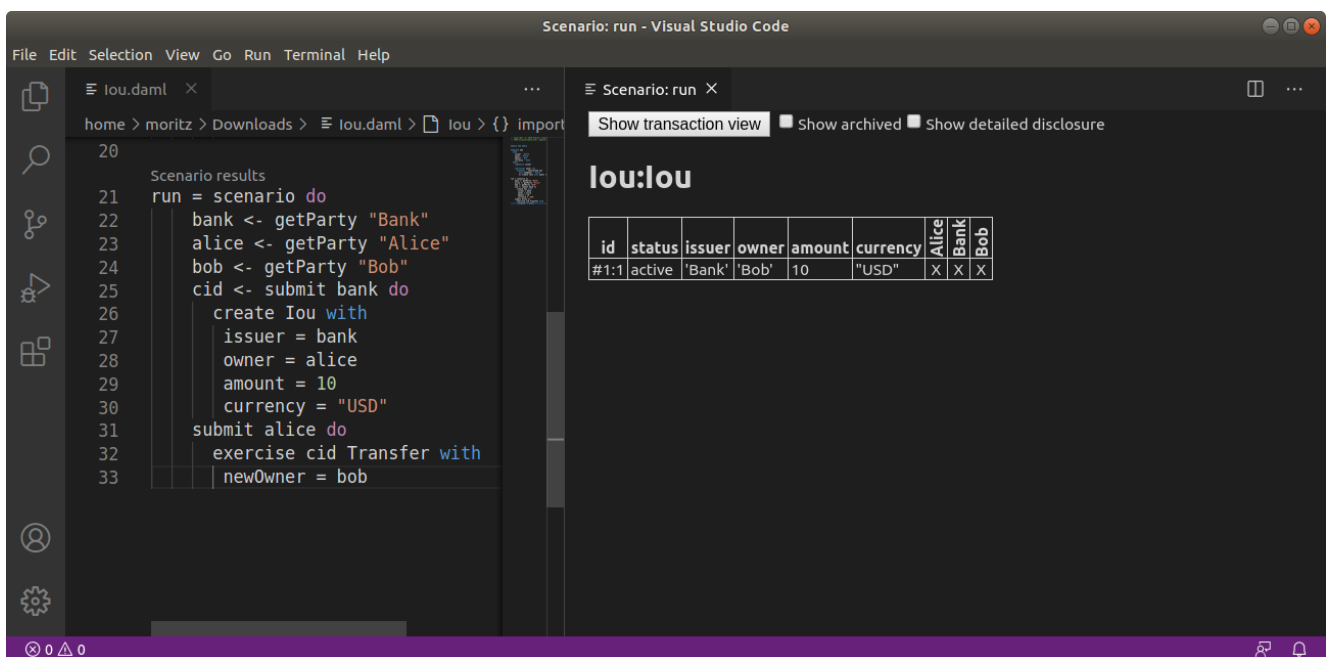 Scenario: run - Visual Studio Code
File Edit Selection View Go Run Terminal Help
Iou.daml
home > moritz > Downloads > Iou.daml > Iou > {} import
20
Scenario results
21 run = scenario do
22 bank <- getParty "Bank"
23 alice <- getParty "Alice"
24 bob <- getParty "Bob"
25 cid <- submit bank do
26 create Iou with
27 issuer = bank
28 owner = alice
29 amount = 10
30 currency = "USD"
31 submit alice do
32 exercise cid Transfer with
33 newOwner = bob
0 0
Scenario: run
Show transaction view Show archived Show detailed disclosure
Iou:Iou
id status issuer owner amount currency Alice Bank Bob
#1:1 active 'Bank' 'Bob' 10 "USD" X X X